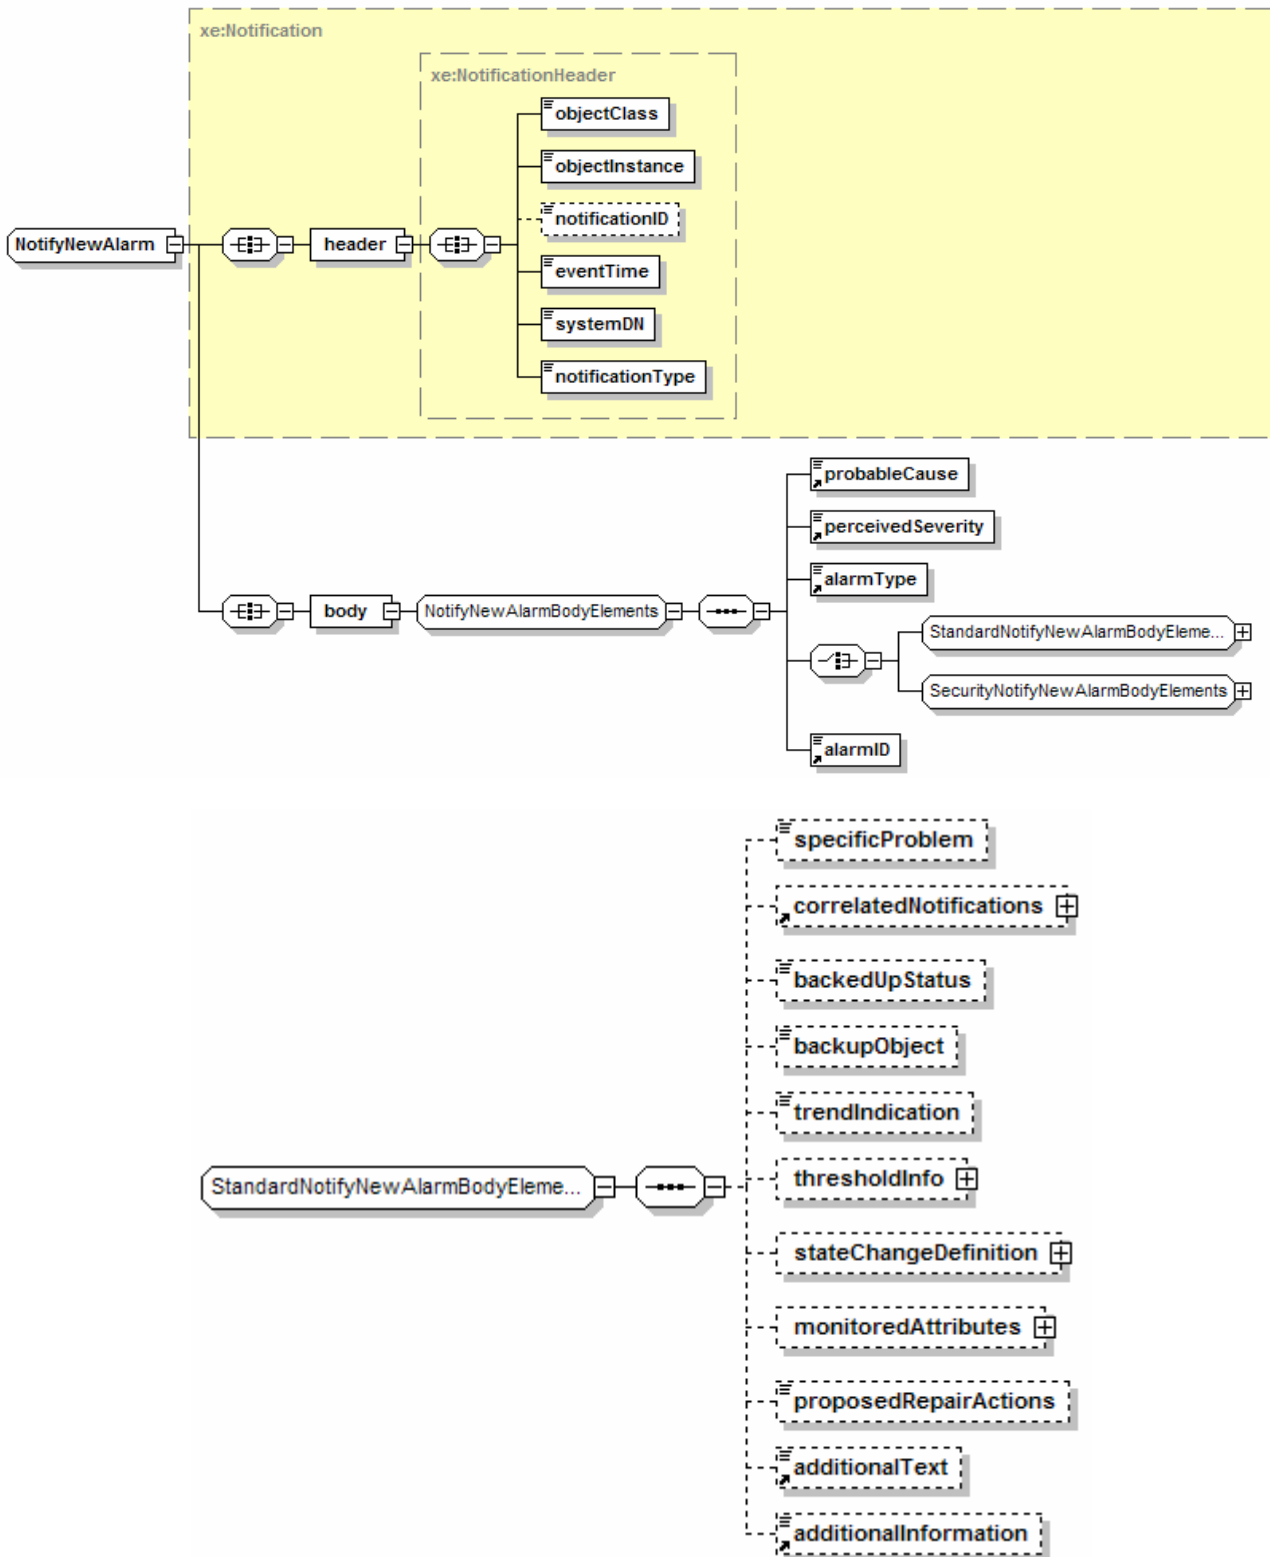 xe:Notification
xe:NotificationHeader
objectClass
objectInstance
notificationID
NotifyNewAlarm
header
eventTime
systemDN
notificationType
probableCause
perceivedSeverity
alarmType
body
NotifyNewAlarmBodyElements
StandardNotifyNewAlarmBodyEleme...
SecurityNotifyNewAlarmBodyElements
alarmID
specificProblem
correlatedNotifications
backedUpStatus
backupObject
trendIndication
StandardNotifyNewAlarmBodyEleme...
thresholdInfo
stateChangeDefinition
monitoredAttributes
proposedRepairActions
additionalText
additionalInformation